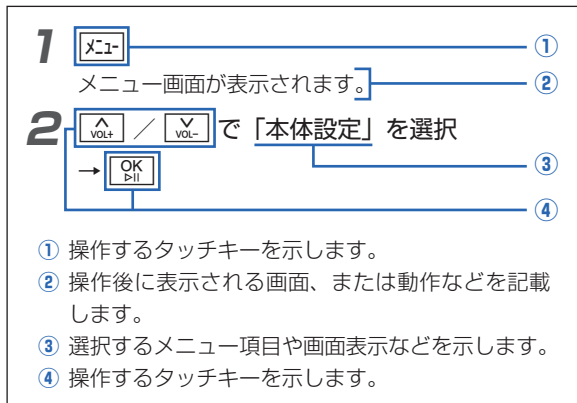 1 メニュー ①
メニュー画面が表示されます。 ②
2 VOL+ ／ VOL− で「本体設定」を選択
→ OK ③
④
① 操作するタッチキーを示します。
② 操作後に表示される画面、または動作などを記載
します。
③ 選択するメニュー項目や画面表示などを示します。
④ 操作するタッチキーを示します。